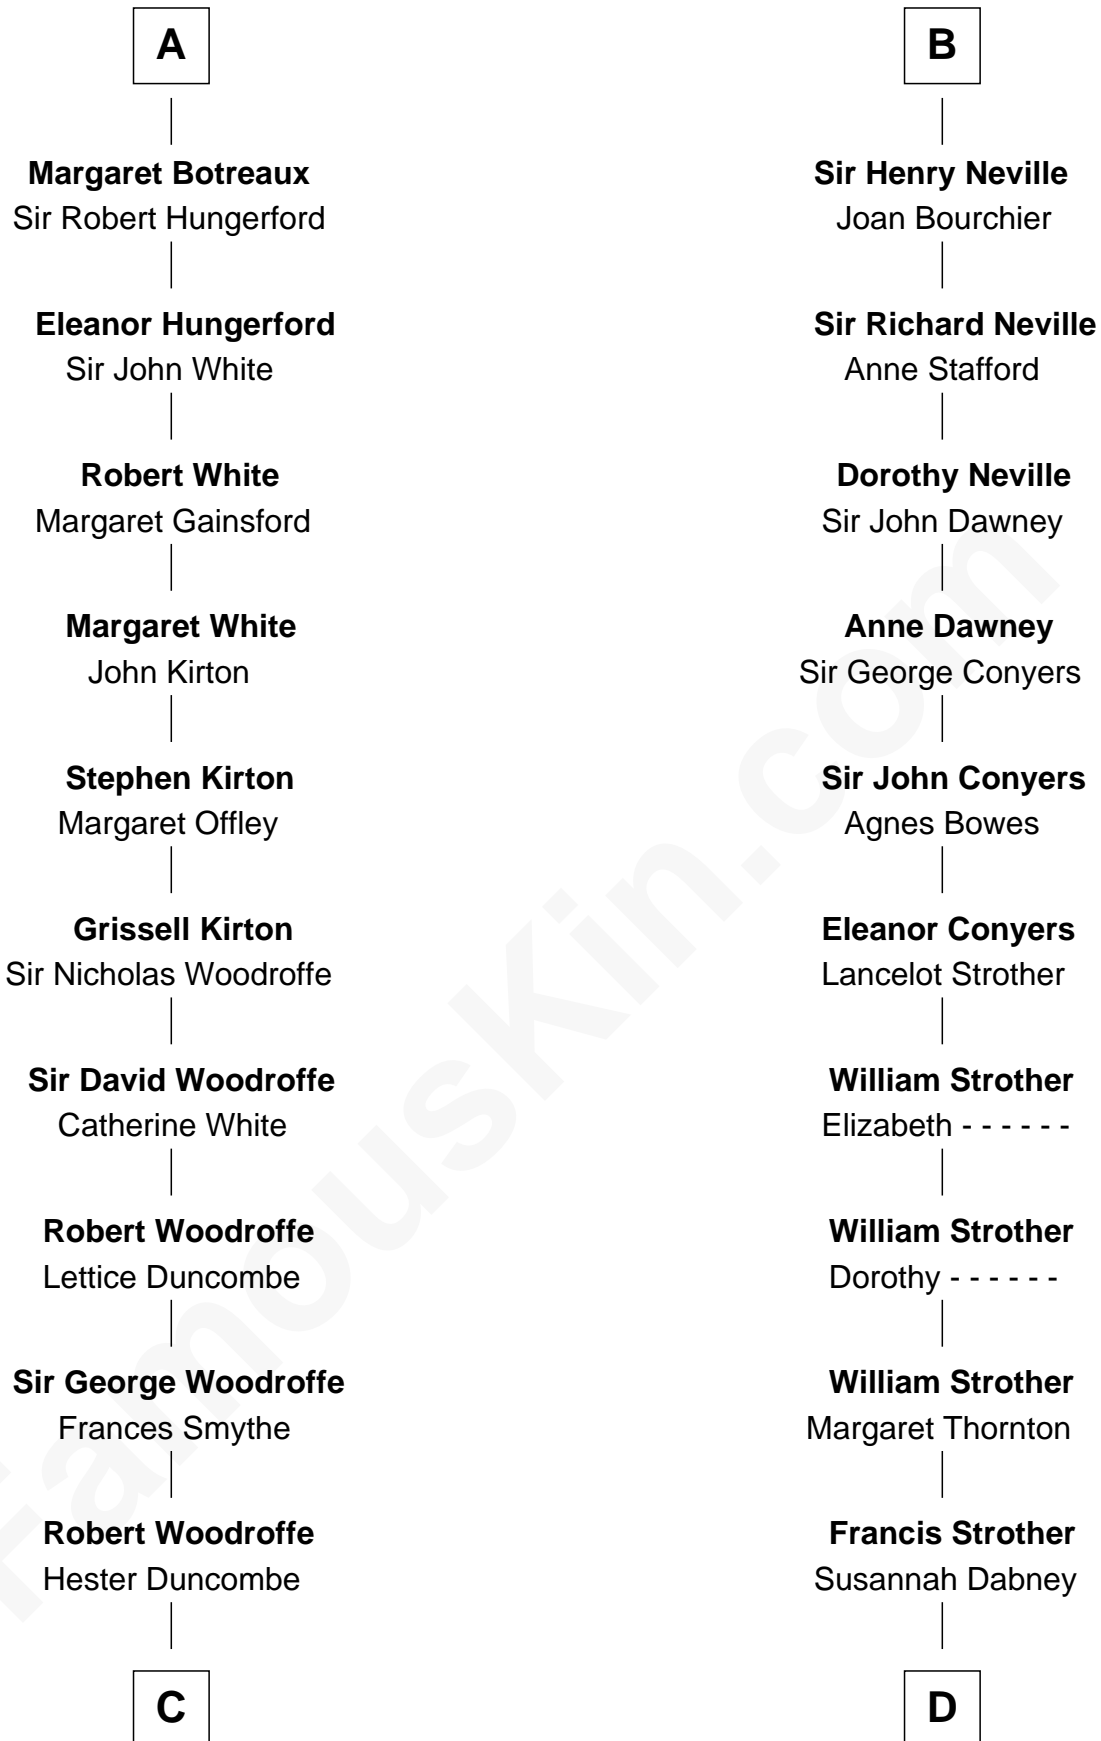 A
Margaret Botreaux
Sir Robert Hungerford
Eleanor Hungerford
Sir John White
Robert White
Margaret Gainsford
Margaret White
John Kirton
Stephen Kirton
Margaret Offley
Grissell Kirton
Sir Nicholas Woodroffe
Sir David Woodroffe
Catherine White
Robert Woodroffe
Lettice Duncombe
Sir George Woodroffe
Frances Smythe
Robert Woodroffe
Hester Duncombe
C
B
Sir Henry Neville
Joan Bourchier
Sir Richard Neville
Anne Stafford
Dorothy Neville
Sir John Dawney
Anne Dawney
Sir George Conyers
Sir John Conyers
Agnes Bowes
Eleanor Conyers
Lancelot Strother
William Strother
Elizabeth - - - - - -
William Strother
Dorothy - - - - - -
William Strother
Margaret Thornton
Francis Strother
Susannah Dabney
D
FamousKin.com